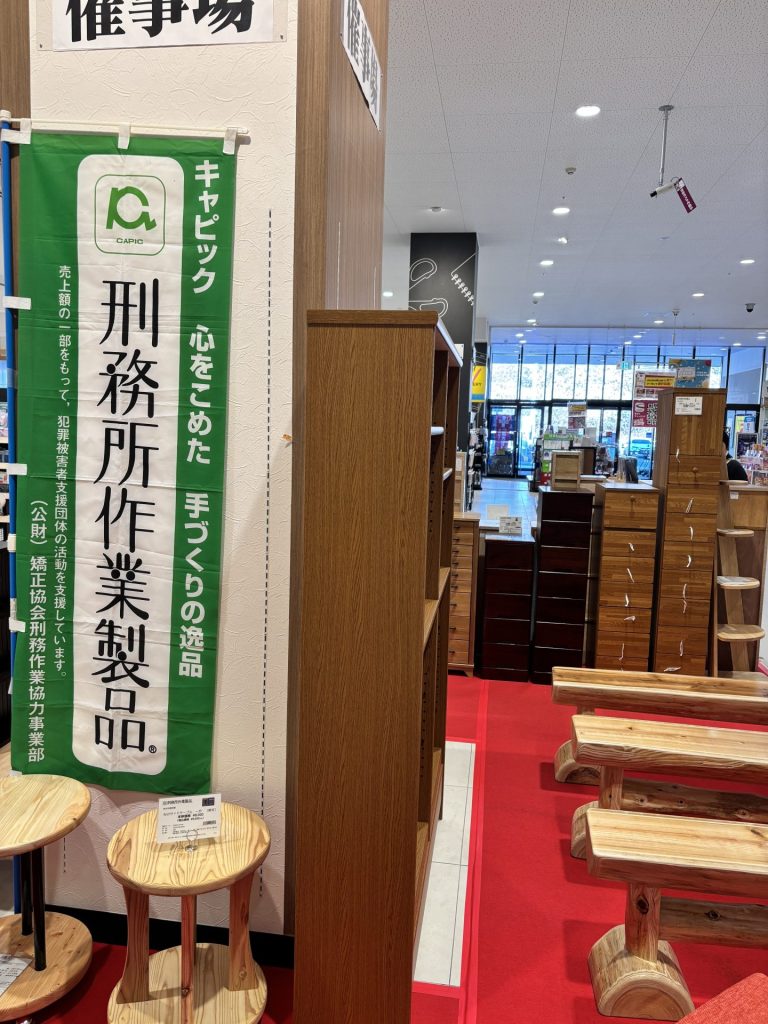 催事場
催事場
CAPIC
キャピック 心をこめた 手づくりの逸品
刑務所作業製品®
売上額の一部をもって、犯罪被害者支援団体の活動を支援しています。
(公財)矯正協会刑務作業協力事業部